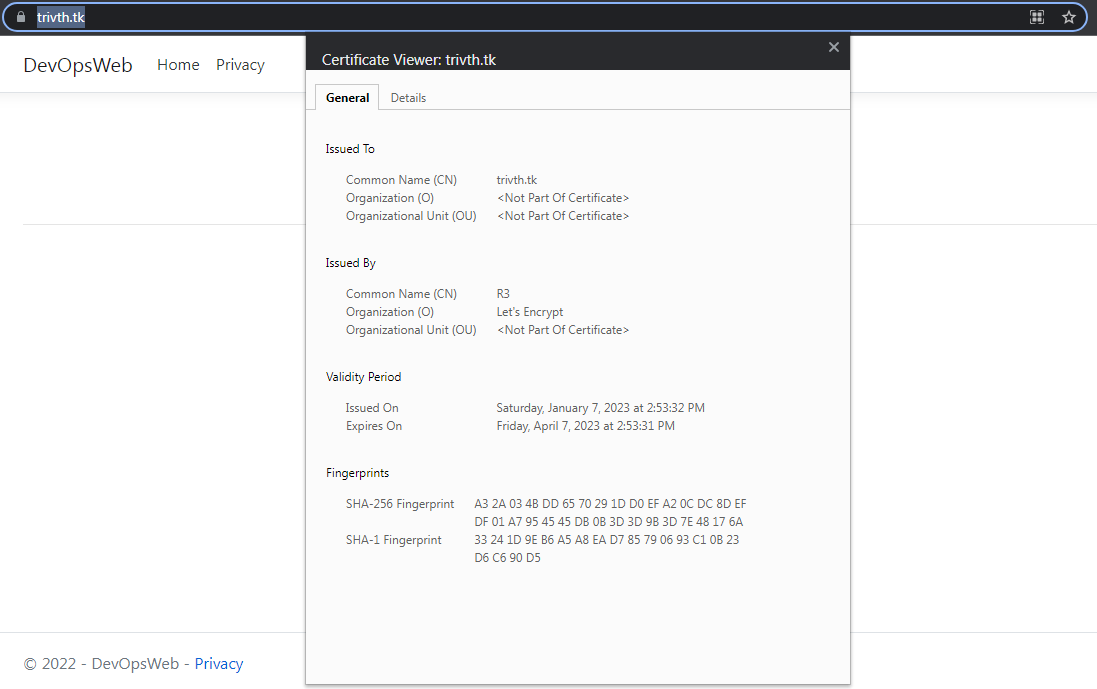 trivth.tk
DevOpsWeb Home Privacy
Certificate Viewer: trivth.tk
General Details
Issued To
Common Name (CN) trivth.tk
Organization (O) <Not Part Of Certificate>
Organizational Unit (OU) <Not Part Of Certificate>
Issued By
Common Name (CN) R3
Organization (O) Let's Encrypt
Organizational Unit (OU) <Not Part Of Certificate>
Validity Period
Issued On Saturday, January 7, 2023 at 2:53:32 PM
Expires On Friday, April 7, 2023 at 2:53:31 PM
Fingerprints
SHA-256 Fingerprint A3 2A 03 4B DD 65 70 29 1D D0 EF A2 0C DC 8D EF
DF 01 A7 95 45 45 DB 0B 3D 3D 9B 3D 7E 48 17 6A
SHA-1 Fingerprint 33 24 1D 9E B6 A5 A8 EA D7 85 79 06 93 C1 0B 23
D6 C6 90 D5
© 2022 - DevOpsWeb - Privacy